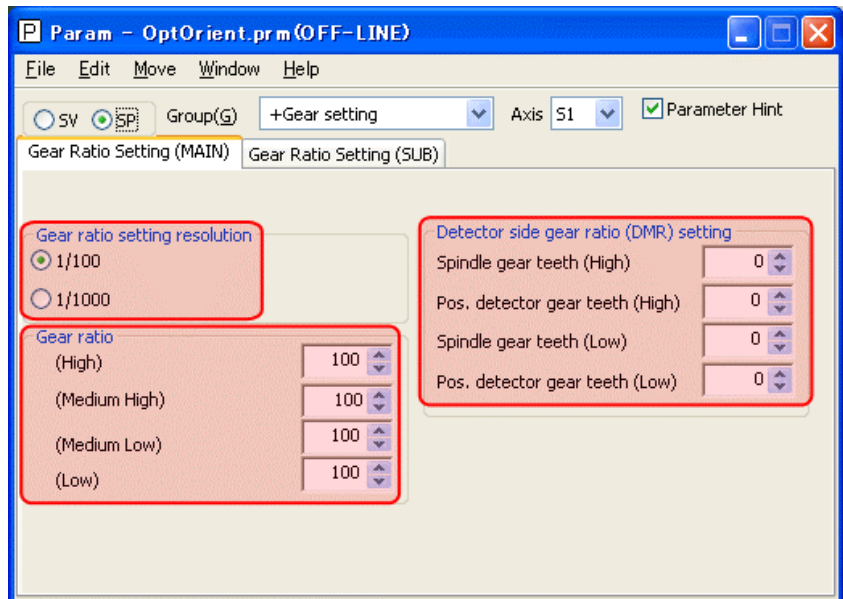 P Param - OptOrient.prm(OFF-LINE)
File Edit Move Window Help
SV SP Group(G) +Gear setting Axis S1 Parameter Hint
Gear Ratio Setting (MAIN) Gear Ratio Setting (SUB)
Gear ratio setting resolution
1/100
1/1000
Gear ratio
(High) 100
(Medium High) 100
(Medium Low) 100
(Low) 100
Detector side gear ratio (DMR) setting
Spindle gear teeth (High) 0
Pos. detector gear teeth (High) 0
Spindle gear teeth (Low) 0
Pos. detector gear teeth (Low) 0